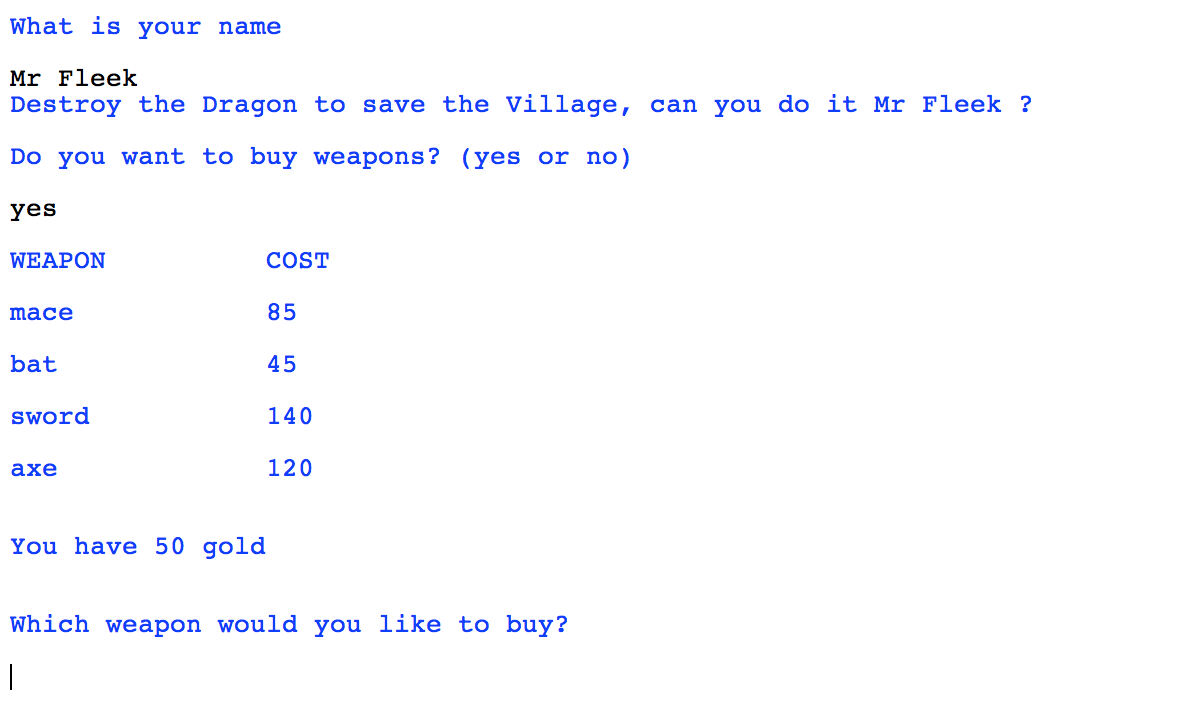 What is your name
Mr Fleek
Destroy the Dragon to save the Village, can you do it Mr Fleek ?
Do you want to buy weapons? (yes or no)
yes
WEAPON COST
mace 85
bat 45
sword 140
axe 120
You have 50 gold
Which weapon would you like to buy?